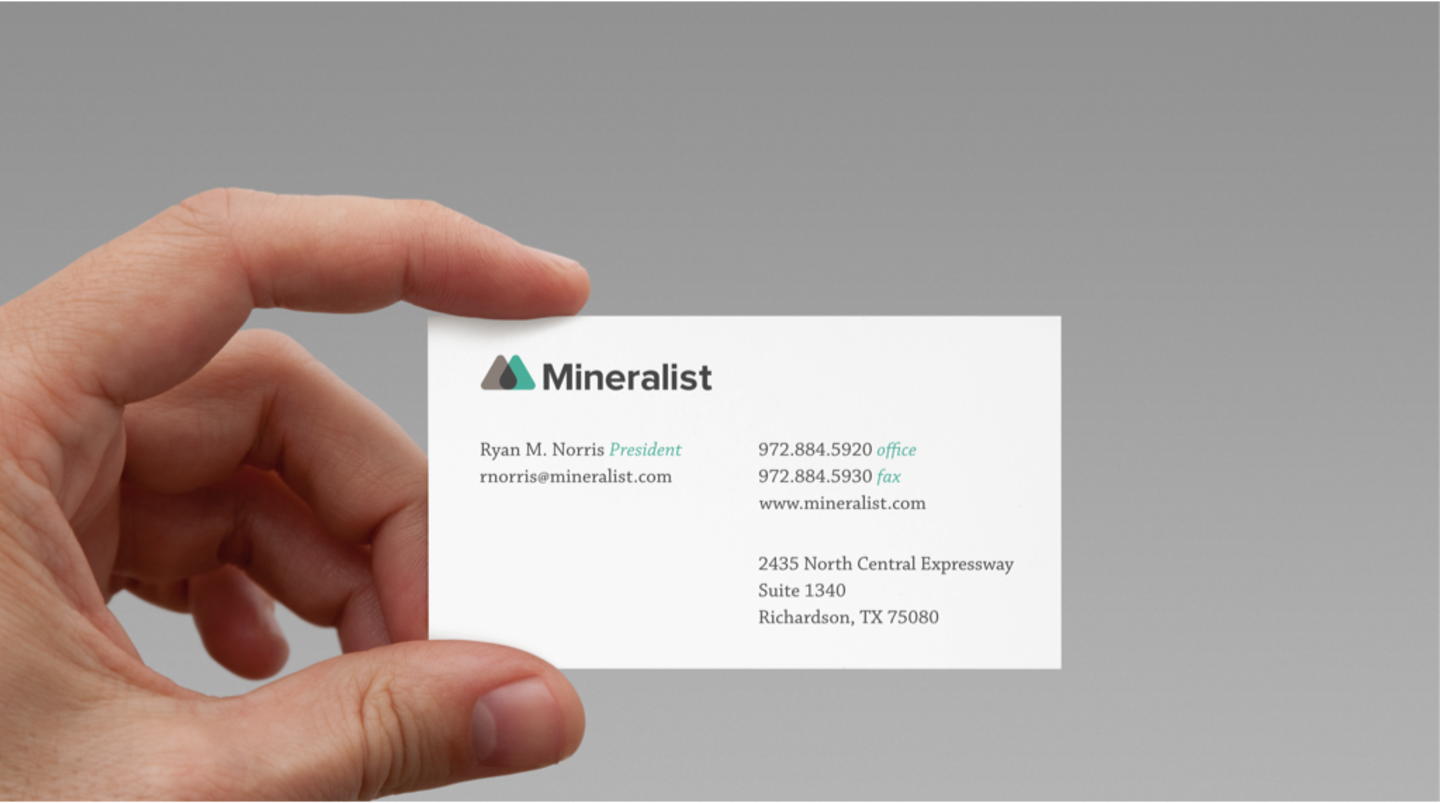 Mineralist
Ryan M. Norris President
rnorris@mineralist.com
972.884.5920 office
972.884.5930 fax
www.mineralist.com
2435 North Central Expressway
Suite 1340
Richardson, TX 75080